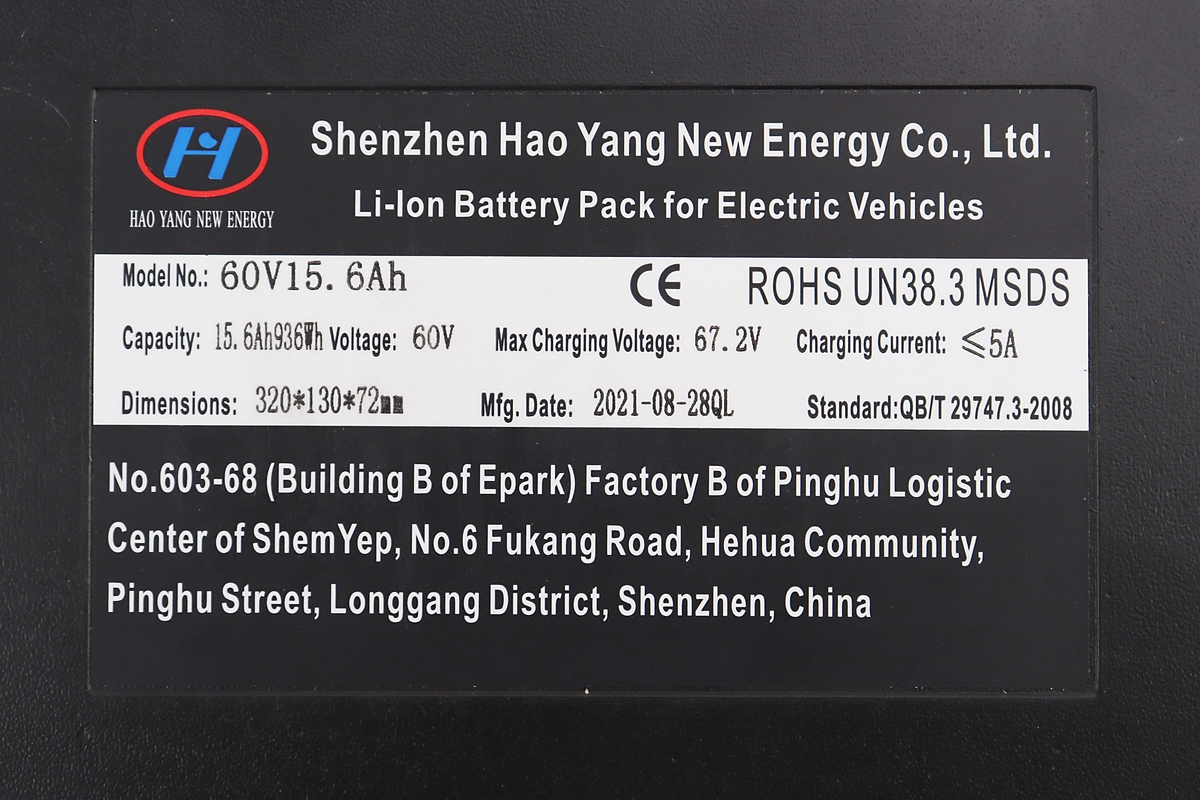 Shenzhen Hao Yang New Energy Co., Ltd.
HAO YANG NEW ENERGY
Li-Ion Battery Pack for Electric Vehicles
Model No.: 60V15.6Ah CE ROHS UN38.3 MSDS
Capacity: 15.6Ah936Wh Voltage: 60V Max Charging Voltage: 67.2V Charging Current: ≤5A
Dimensions: 320*130*72mm Mfg. Date: 2021-08-28QL Standard:QB/T 29747.3-2008
No.603-68 (Building B of Epark) Factory B of Pinghu Logistic
Center of ShemYep, No.6 Fukang Road, Hehua Community,
Pinghu Street, Longgang District, Shenzhen, China